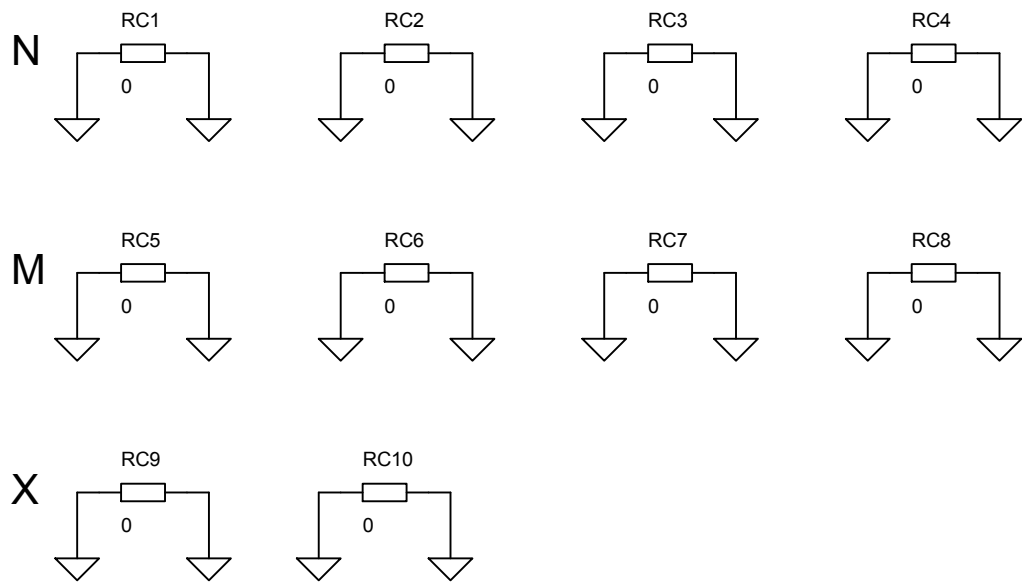 RC1 RC2 RC3 RC4
N
0 0 0 0
RC5 RC6 RC7 RC8
M
0 0 0 0
RC9 RC10
X
0 0